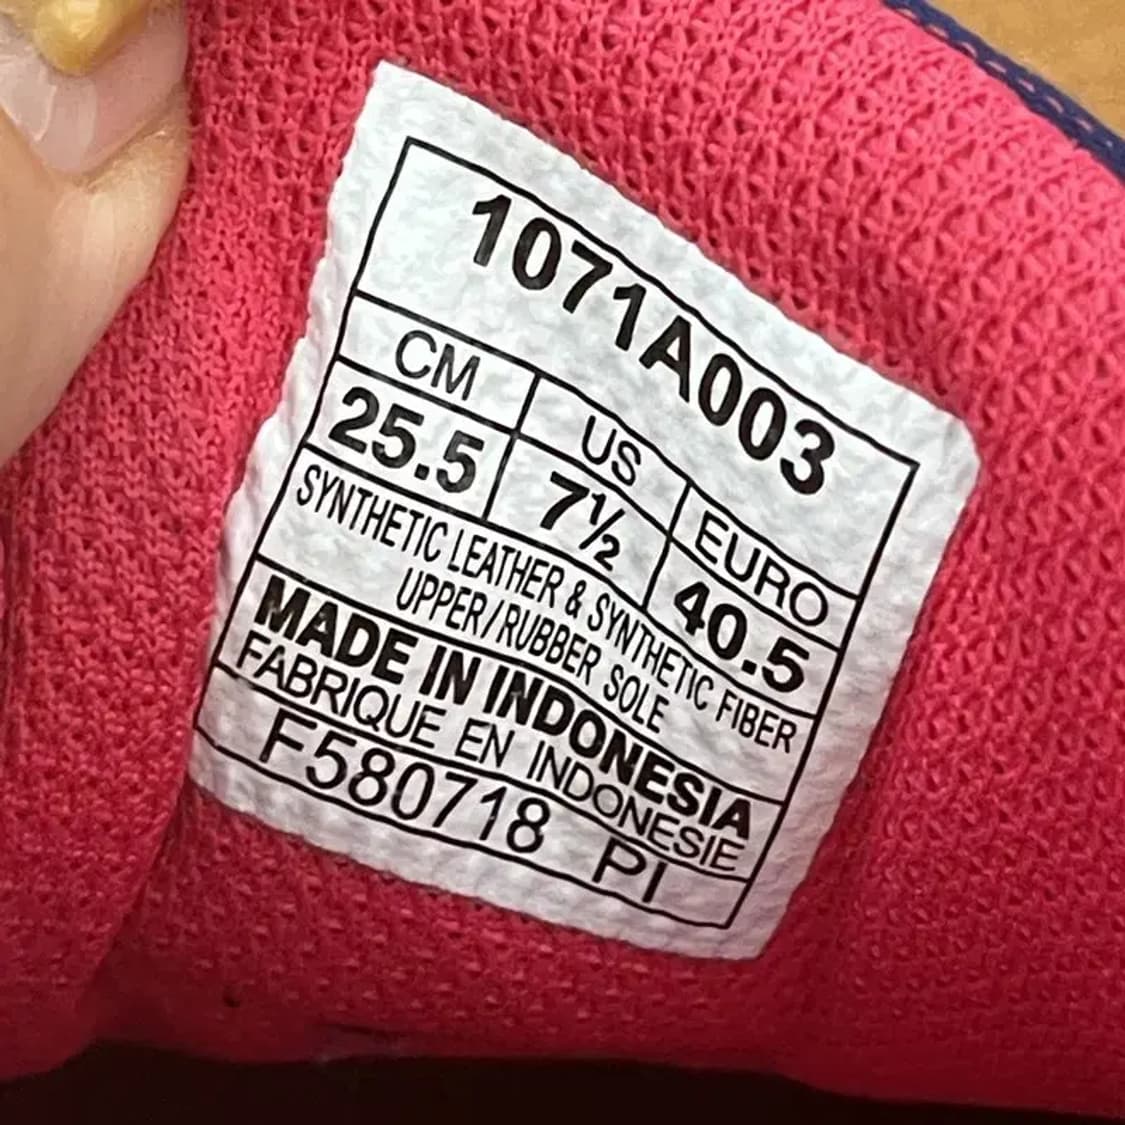 1071A003
CM US EURO
25.5 7½ 40.5
SYNTHETIC LEATHER & SYNTHETIC FIBER
UPPER/RUBBER SOLE
MADE IN INDONESIA
FABRIQUE EN INDONESIE
F580718 PI